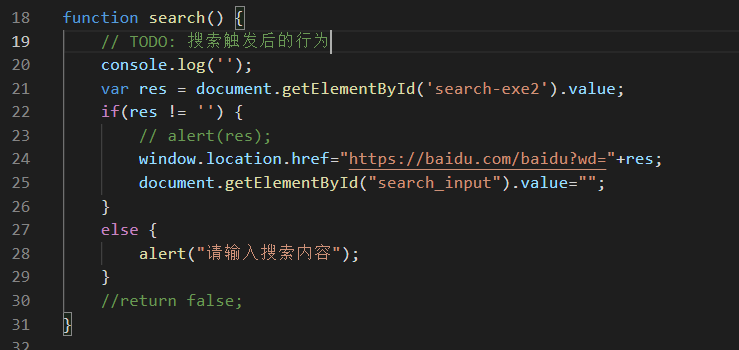 18 function search() {
19 // TODO: 搜索触发后的行为
20 console.log('');
21 var res = document.getElementById('search-exe2').value;
22 if(res != '') {
23 // alert(res);
24 window.location.href="https://baidu.com/baidu?wd="+res;
25 document.getElementById("search_input").value="";
26 }
27 else {
28 alert("请输入搜索内容");
29 }
30 //return false;
31 }
32